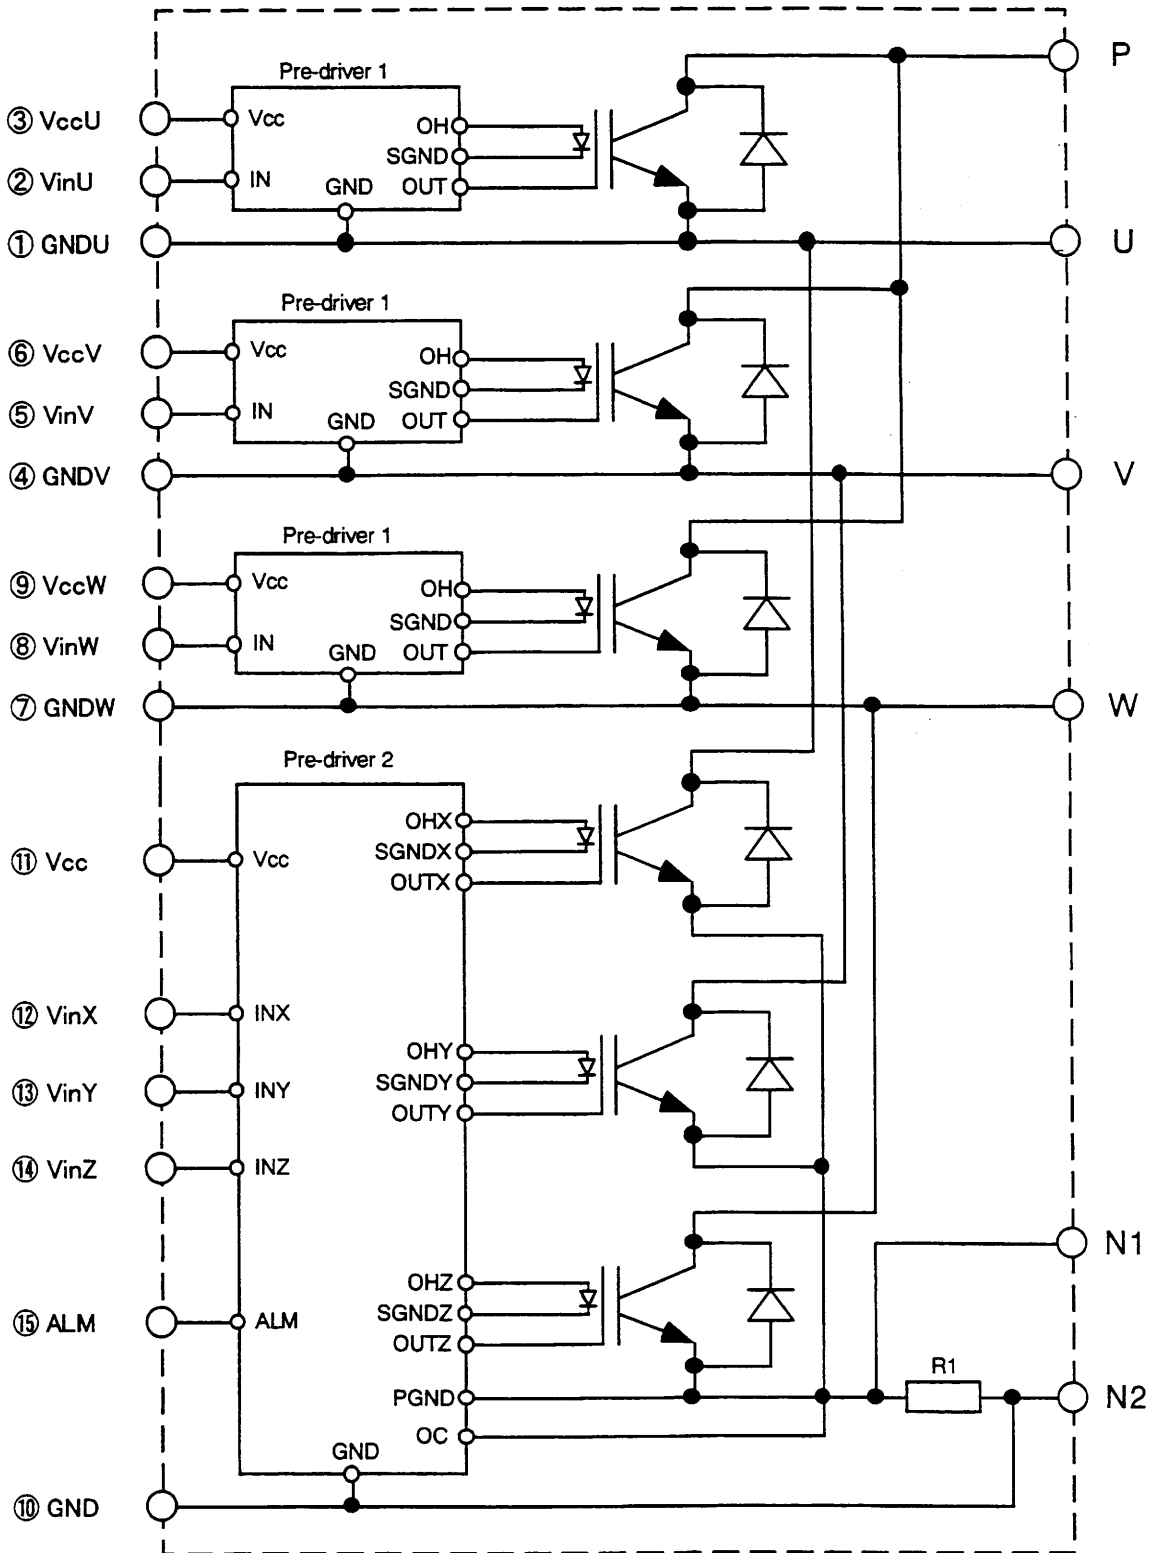 P
Pre-driver 1
③ VccU
Vcc
OH
SGND
② VinU
IN
GND
OUT
① GNDU
U
Pre-driver 1
⑥ VccV
Vcc
OH
SGND
⑤ VinV
IN
GND
OUT
④ GNDV
V
Pre-driver 1
⑨ VccW
Vcc
OH
SGND
⑧ VinW
IN
GND
OUT
⑦ GNDW
W
Pre-driver 2
OHX
⑪ Vcc
Vcc
SGNDX
OUTX
⑫ VinX
INX
OHY
SGNDY
⑬ VinY
INY
OUTY
⑭ VinZ
INZ
N1
OHZ
SGNDZ
⑮ ALM
ALM
OUTZ
R1
PGND
N2
OC
GND
⑩ GND